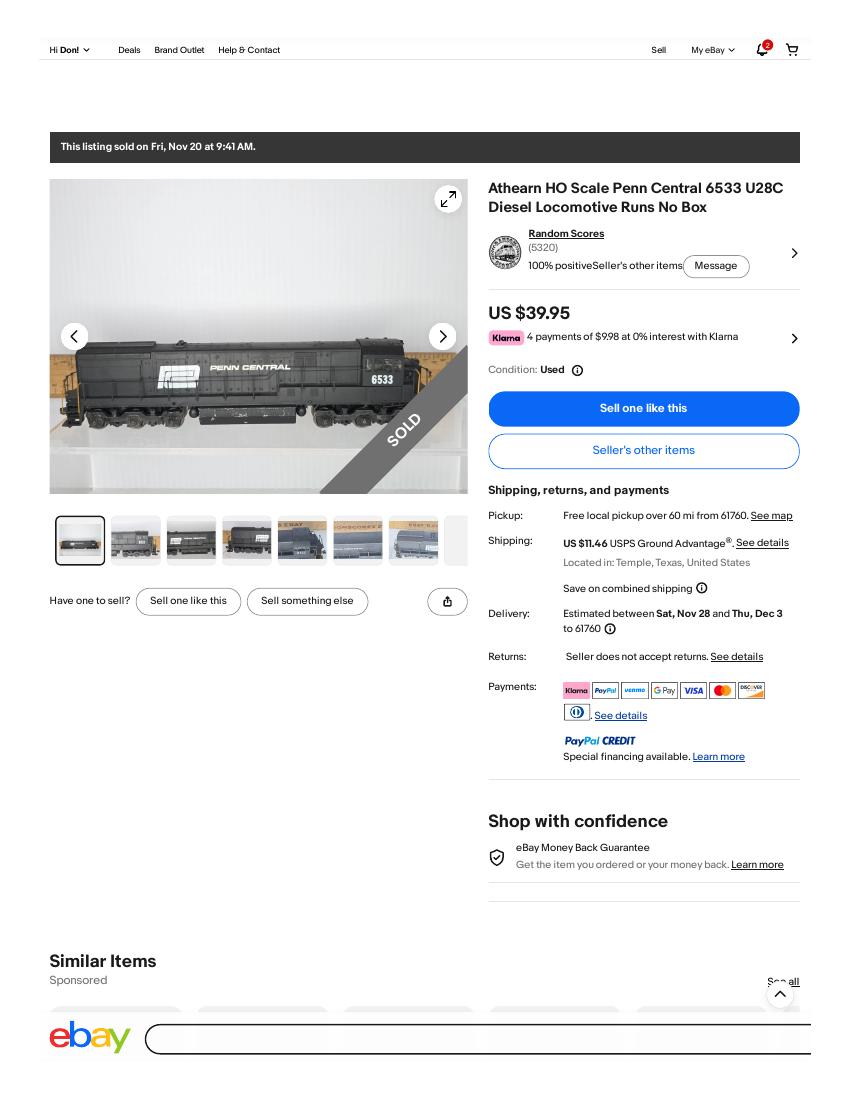 Hi Don!
Deals
Brand Outlet
Help & Contact
Sell
My eBay
2
This listing sold on Fri, Nov 20 at 9:41 AM.
PENN CENTRAL
6533
SOLD
Have one to sell?
Sell one like this
Sell something else
Athearn HO Scale Penn Central 6533 U28C
Diesel Locomotive Runs No Box
Random Scores
(5320)
100% positiveSeller's other items
Message
US $39.95
Klarna 4 payments of $9.98 at 0% interest with Klarna
Condition: Used
Sell one like this
Seller's other items
Shipping, returns, and payments
Pickup: Free local pickup over 60 mi from 61760. See map
Shipping: US $11.46 USPS Ground Advantage®. See details
Located in: Temple, Texas, United States
Save on combined shipping
Delivery: Estimated between Sat, Nov 28 and Thu, Dec 3
to 61760
Returns: Seller does not accept returns. See details
Payments: Klarna PayPal venmo G Pay VISA DISCOVER
. See details
PayPal CREDIT
Special financing available. Learn more
Shop with confidence
eBay Money Back Guarantee
Get the item you ordered or your money back. Learn more
Similar Items
Sponsored
See all
ebay